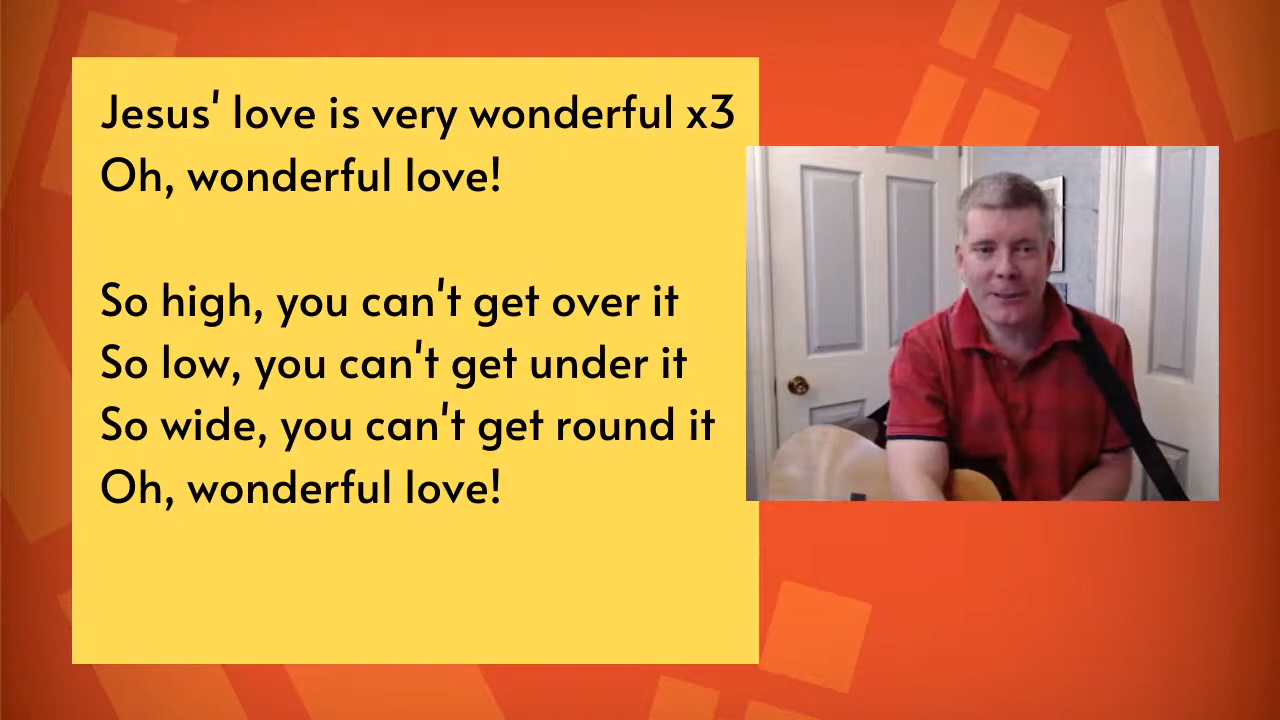 Jesus' love is very wonderful x3
Oh, wonderful love!
So high, you can't get over it
So low, you can't get under it
So wide, you can't get round it
Oh, wonderful love!